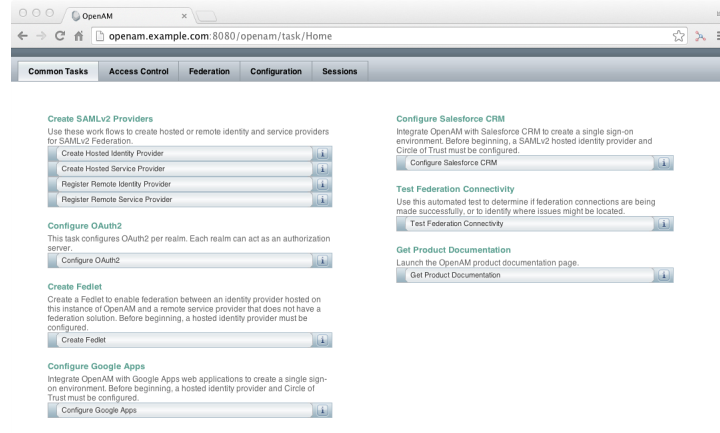 OpenAM
openam.example.com:8080/openam/task/Home
Common Tasks Access Control Federation Configuration Sessions
Create SAMLv2 Providers
Use these work flows to create hosted or remote identity and service providers
for SAMLv2 Federation.
Create Hosted Identity Provider
Create Hosted Service Provider
Register Remote Identity Provider
Register Remote Service Provider
Configure OAuth2
This task configures OAuth2 per realm. Each realm can act as an authorization
server.
Configure OAuth2
Create Fedlet
Create a Fedlet to enable federation between an identity provider hosted on
this instance of OpenAM and a remote service provider that does not have a
federation solution. Before beginning, a hosted identity provider must be
configured.
Create Fedlet
Configure Google Apps
Integrate OpenAM with Google Apps web applications to create a single sign-
on environment. Before beginning, a hosted identity provider and Circle of
Trust must be configured.
Configure Google Apps
Configure Salesforce CRM
Integrate OpenAM with Salesforce CRM to create a single sign-on
environment. Before beginning, a SAMLv2 hosted identity provider and
Circle of Trust must be configured.
Configure Salesforce CRM
Test Federation Connectivity
Use this automated test to determine if federation connections are being
made successfully, or to identify where issues might be located.
Test Federation Connectivity
Get Product Documentation
Launch the OpenAM product documentation page.
Get Product Documentation